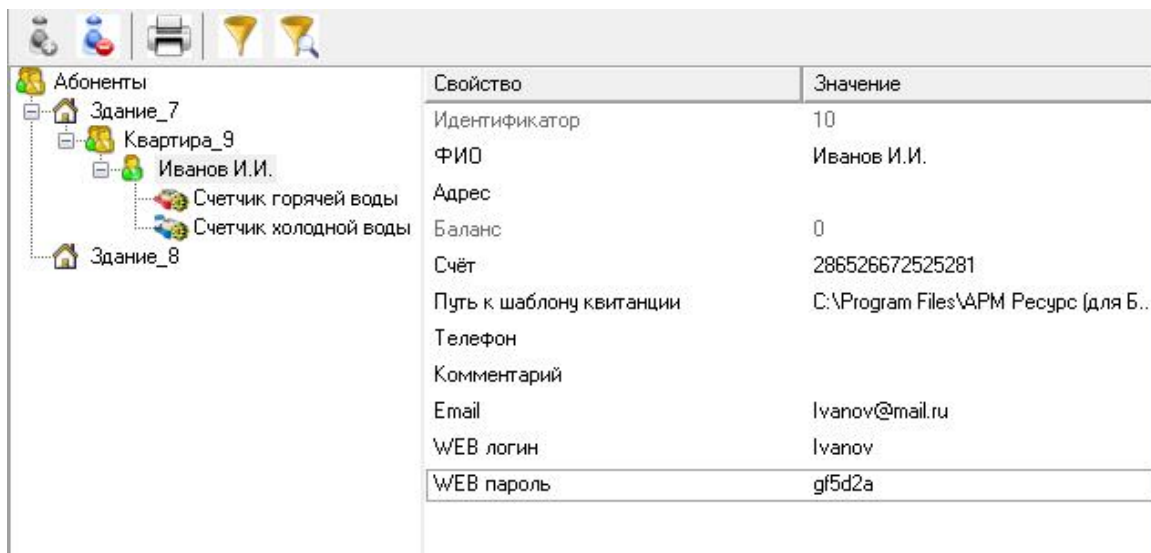 Абоненты
Здание_7
Квартира_9
Иванов И.И.
Счетчик горячей воды
Счетчик холодной воды
Здание_8
Свойство Значение
Идентификатор 10
ФИО Иванов И.И.
Адрес
Баланс 0
Счёт 286526672525281
Путь к шаблону квитанции C:\Program Files\АРМ Ресурс (для Б...
Телефон
Комментарий
Email Ivanov@mail.ru
WEB логин Ivanov
WEB пароль gf5d2a